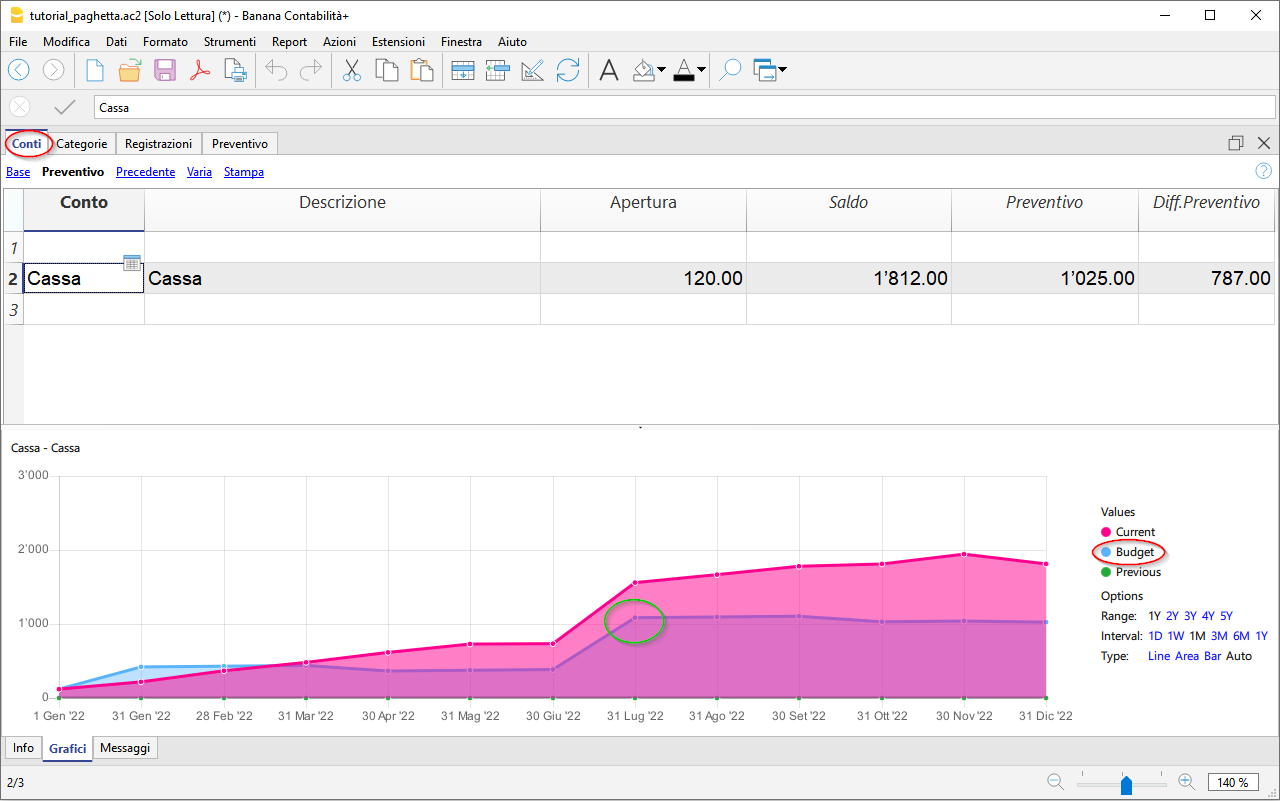 tutorial_paghetta.ac2 [Solo Lettura] (*) - Banana Contabilità+
File Modifica Dati Formato Strumenti Report Azioni Estensioni Finestra Aiuto
Cassa
Conti Categorie Registrazioni Preventivo
Base Preventivo Precedente Varia Stampa
Conto Descrizione Apertura Saldo Preventivo Diff.Preventivo
1
2 Cassa Cassa 120.00 1’812.00 1’025.00 787.00
3
Cassa - Cassa
3'000
2'000
1'000
0
1 Gen '22 31 Gen '22 28 Feb '22 31 Mar '22 30 Apr '22 31 Mag '22 30 Giu '22 31 Lug '22 31 Ago '22 30 Set '22 31 Ott '22 30 Nov '22 31 Dic '22
Values
Current
Budget
Previous
Options
Range: 1Y 2Y 3Y 4Y 5Y
Interval: 1D 1W 1M 3M 6M 1Y
Type: Line Area Bar Auto
Info Grafici Messaggi
2/3 140 %